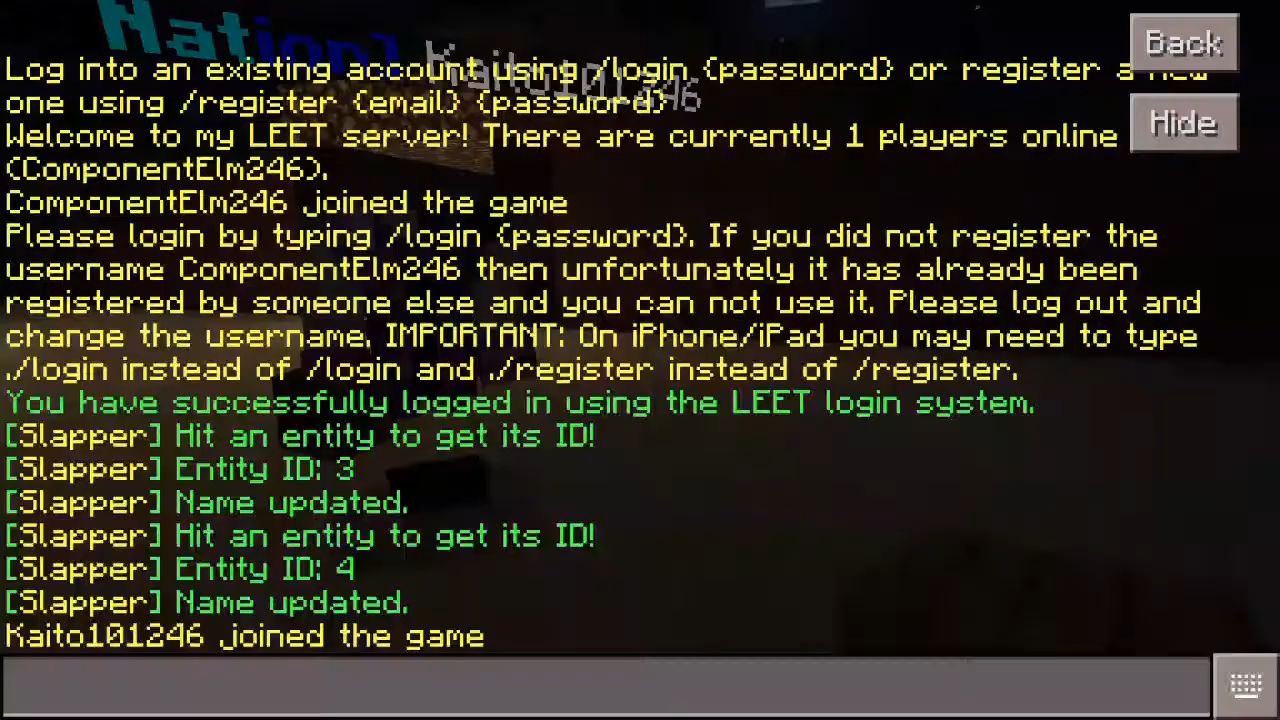 Nation]
Kaito101246
Back
Log into an existing account using /login {password} or register a new
one using /register {email} {password}
Hide
Welcome to my LEET server! There are currently 1 players online
(ComponentElm246).
ComponentElm246 joined the game
Please login by typing /login {password}. If you did not register the
username ComponentElm246 then unfortunately it has already been
registered by someone else and you can not use it. Please log out and
change the username. IMPORTANT: On iPhone/iPad you may need to type
./login instead of /login and ./register instead of /register.
You have successfully logged in using the LEET login system.
[Slapper] Hit an entity to get its ID!
[Slapper] Entity ID: 3
[Slapper] Name updated.
[Slapper] Hit an entity to get its ID!
[Slapper] Entity ID: 4
[Slapper] Name updated.
Kaito101246 joined the game